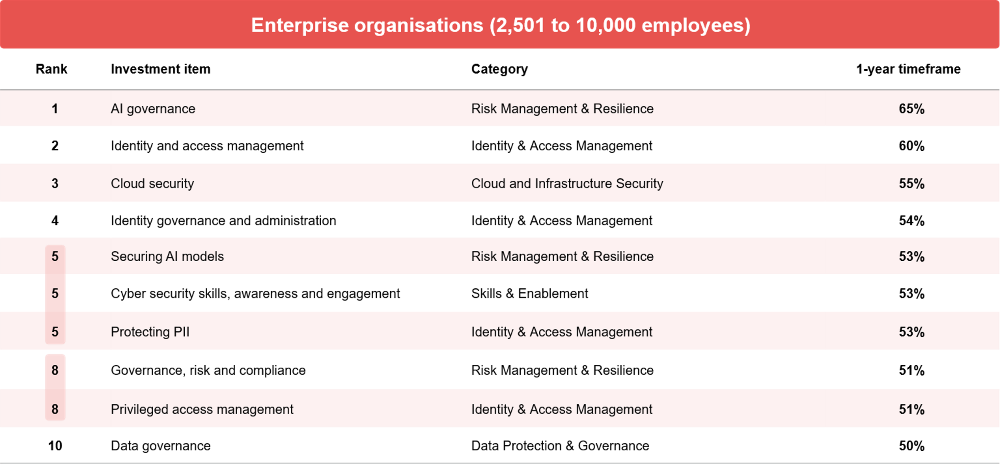 Enterprise organisations (2,501 to 10,000 employees)
Rank Investment item Category 1-year timeframe
1 AI governance Risk Management & Resilience 65%
2 Identity and access management Identity & Access Management 60%
3 Cloud security Cloud and Infrastructure Security 55%
4 Identity governance and administration Identity & Access Management 54%
5 Securing AI models Risk Management & Resilience 53%
5 Cyber security skills, awareness and engagement Skills & Enablement 53%
5 Protecting PII Identity & Access Management 53%
8 Governance, risk and compliance Risk Management & Resilience 51%
8 Privileged access management Identity & Access Management 51%
10 Data governance Data Protection & Governance 50%